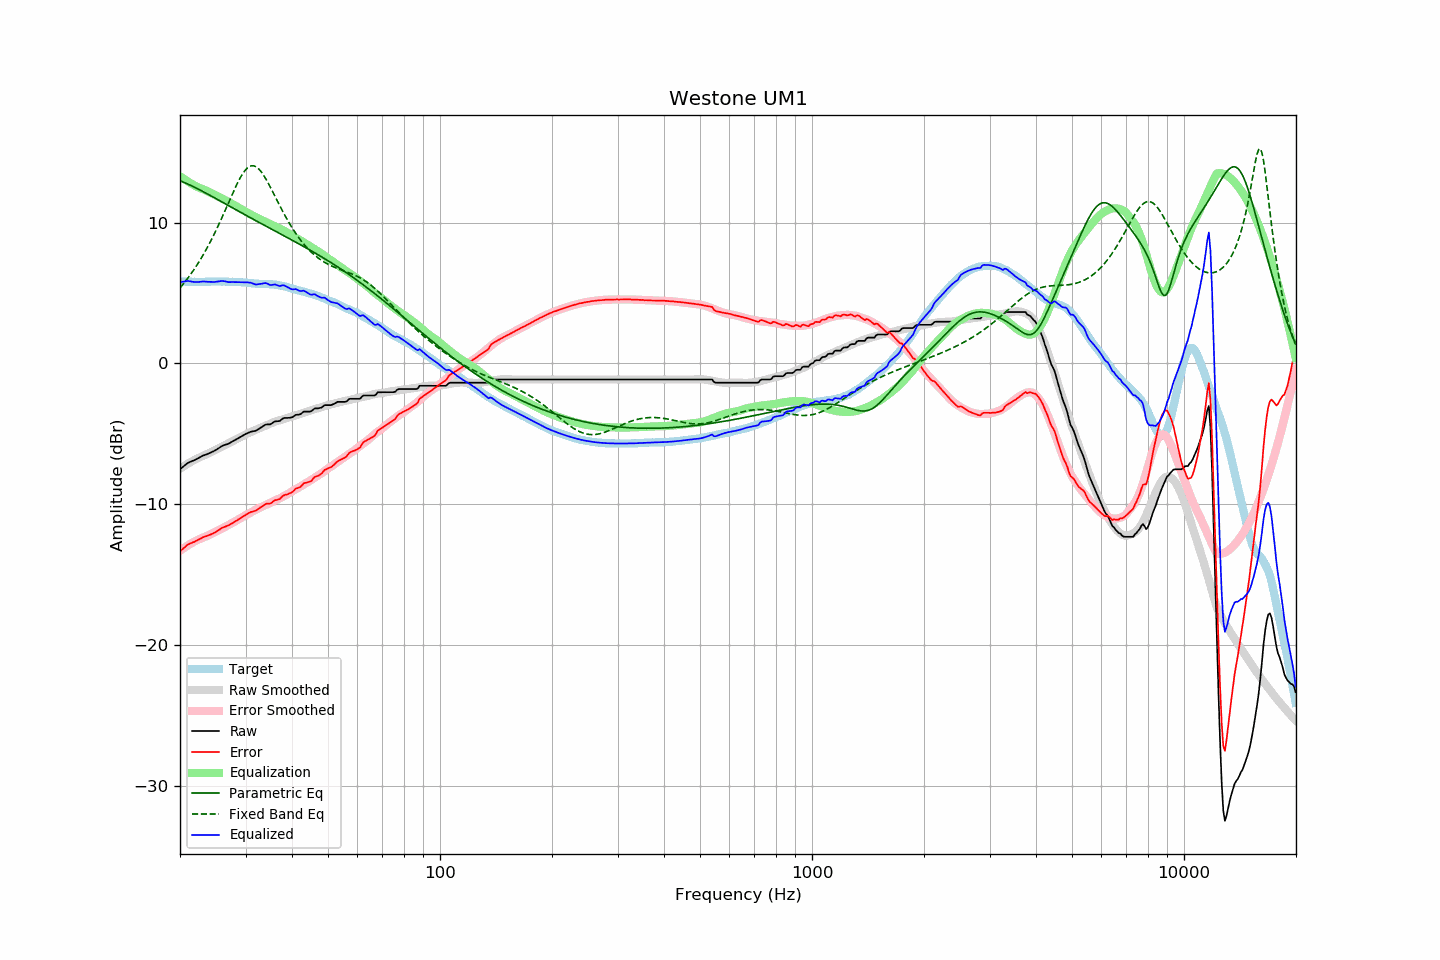 Westone UM1
Amplitude (dBr)
10
0
−10
−20
−30
Target
Raw Smoothed
Error Smoothed
Raw
Error
Equalization
Parametric Eq
Fixed Band Eq
Equalized
100
1000
10000
Frequency (Hz)